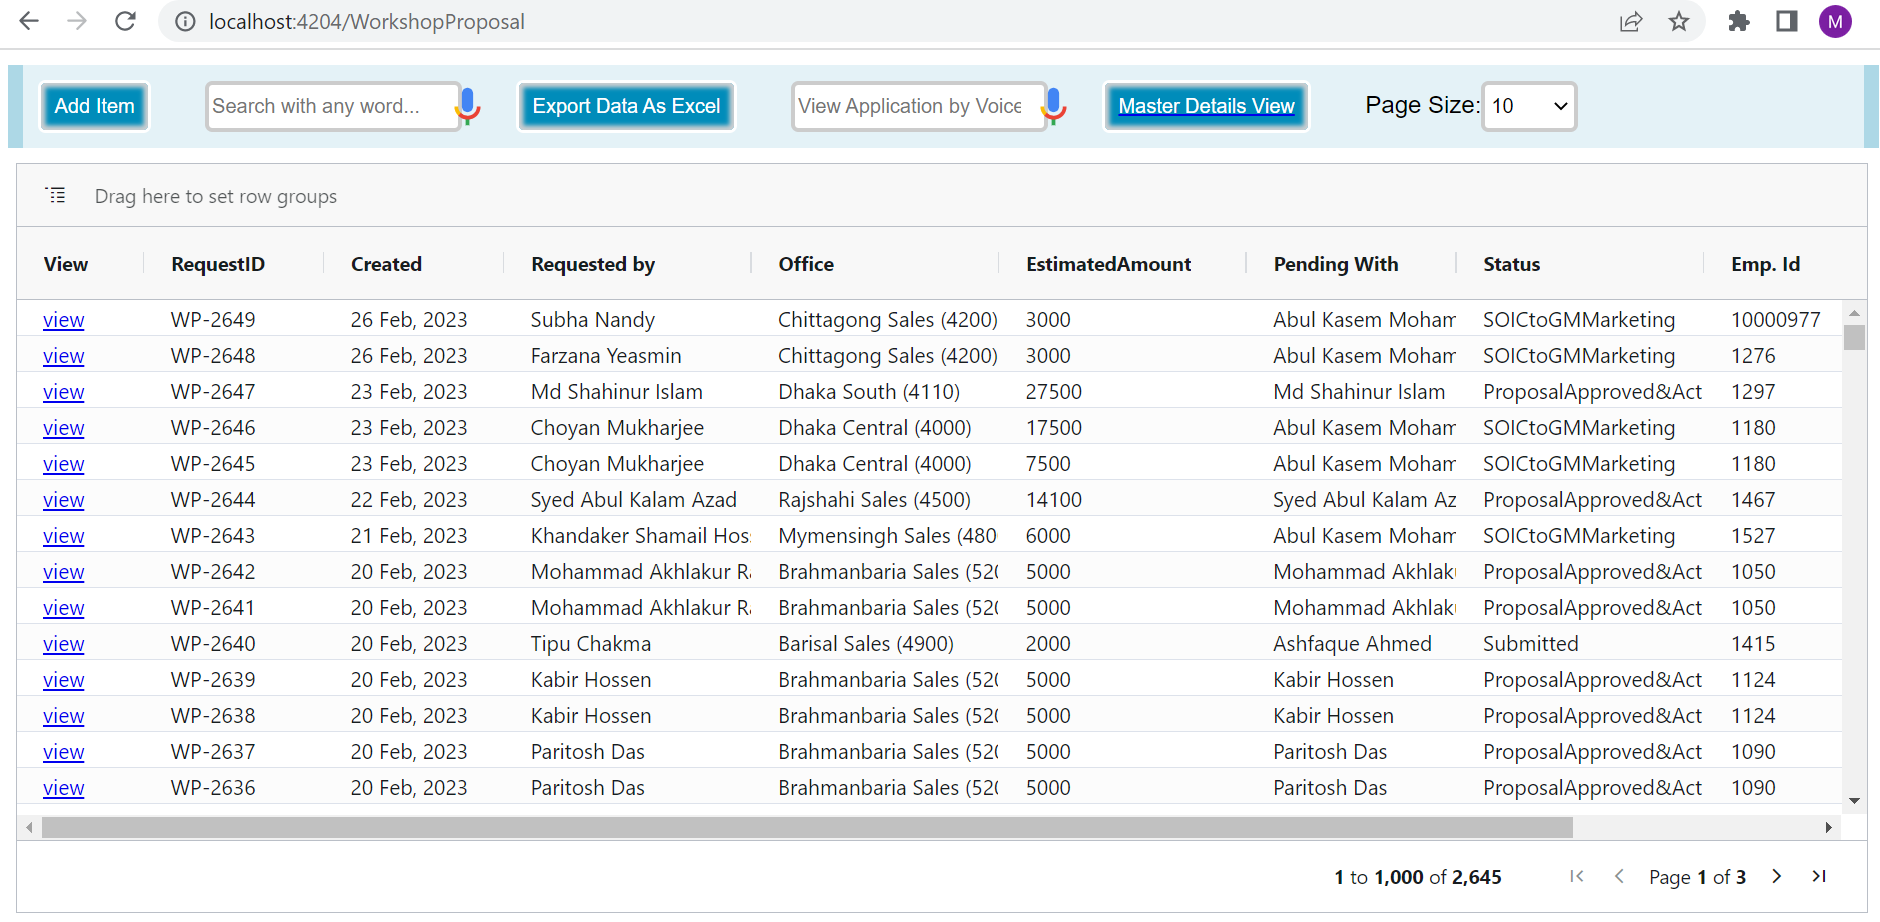 localhost:4204/WorkshopProposal M
Add Item Search with any word... Export Data As Excel View Application by Voice Master Details View Page Size: 10
Drag here to set row groups
View RequestID Created Requested by Office EstimatedAmount Pending With Status Emp. Id
view WP-2649 26 Feb, 2023 Subha Nandy Chittagong Sales (4200) 3000 Abul Kasem Moham SOICtoGMMarketing 10000977
view WP-2648 26 Feb, 2023 Farzana Yeasmin Chittagong Sales (4200) 3000 Abul Kasem Moham SOICtoGMMarketing 1276
view WP-2647 23 Feb, 2023 Md Shahinur Islam Dhaka South (4110) 27500 Md Shahinur Islam ProposalApproved&Act 1297
view WP-2646 23 Feb, 2023 Choyan Mukharjee Dhaka Central (4000) 17500 Abul Kasem Moham SOICtoGMMarketing 1180
view WP-2645 23 Feb, 2023 Choyan Mukharjee Dhaka Central (4000) 7500 Abul Kasem Moham SOICtoGMMarketing 1180
view WP-2644 22 Feb, 2023 Syed Abul Kalam Azad Rajshahi Sales (4500) 14100 Syed Abul Kalam Az ProposalApproved&Act 1467
view WP-2643 21 Feb, 2023 Khandaker Shamail Hos Mymensingh Sales (480 6000 Abul Kasem Moham SOICtoGMMarketing 1527
view WP-2642 20 Feb, 2023 Mohammad Akhlakur Ra Brahmanbaria Sales (520 5000 Mohammad Akhlak ProposalApproved&Act 1050
view WP-2641 20 Feb, 2023 Mohammad Akhlakur Ra Brahmanbaria Sales (520 5000 Mohammad Akhlak ProposalApproved&Act 1050
view WP-2640 20 Feb, 2023 Tipu Chakma Barisal Sales (4900) 2000 Ashfaque Ahmed Submitted 1415
view WP-2639 20 Feb, 2023 Kabir Hossen Brahmanbaria Sales (520 5000 Kabir Hossen ProposalApproved&Act 1124
view WP-2638 20 Feb, 2023 Kabir Hossen Brahmanbaria Sales (520 5000 Kabir Hossen ProposalApproved&Act 1124
view WP-2637 20 Feb, 2023 Paritosh Das Brahmanbaria Sales (520 5000 Paritosh Das ProposalApproved&Act 1090
view WP-2636 20 Feb, 2023 Paritosh Das Brahmanbaria Sales (520 5000 Paritosh Das ProposalApproved&Act 1090
1 to 1,000 of 2,645 Page 1 of 3